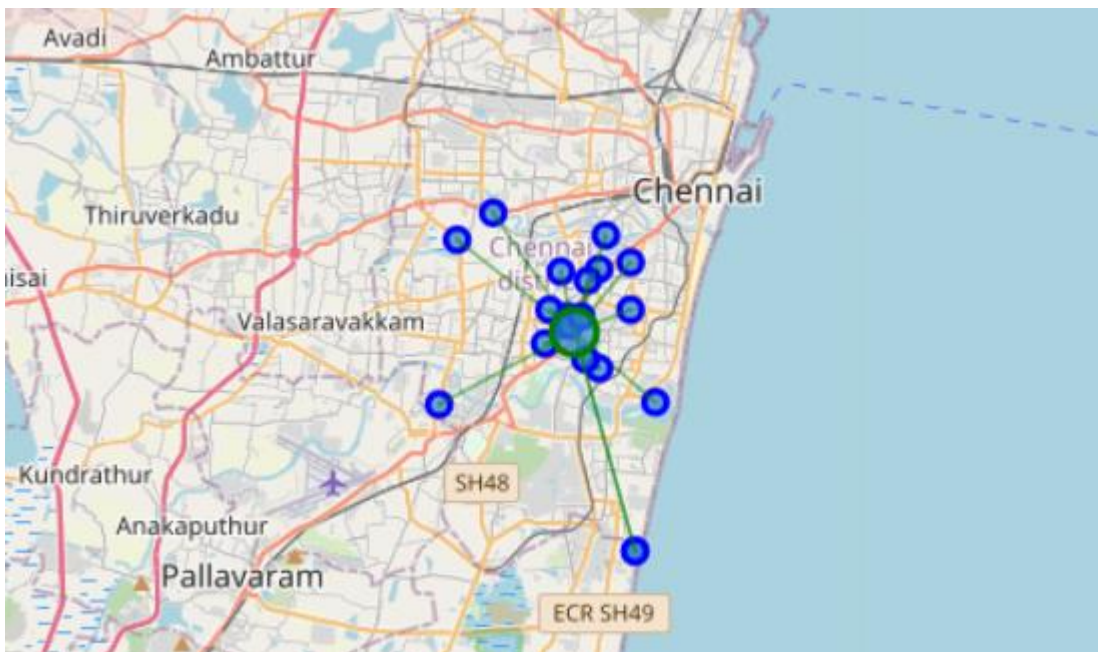 Avadi
Ambattur
Chennai
Thiruverkadu
Chennai
dist
isai
Valasaravakkam
Kundrathur
SH48
Anakaputhur
Pallavaram
ECR SH49